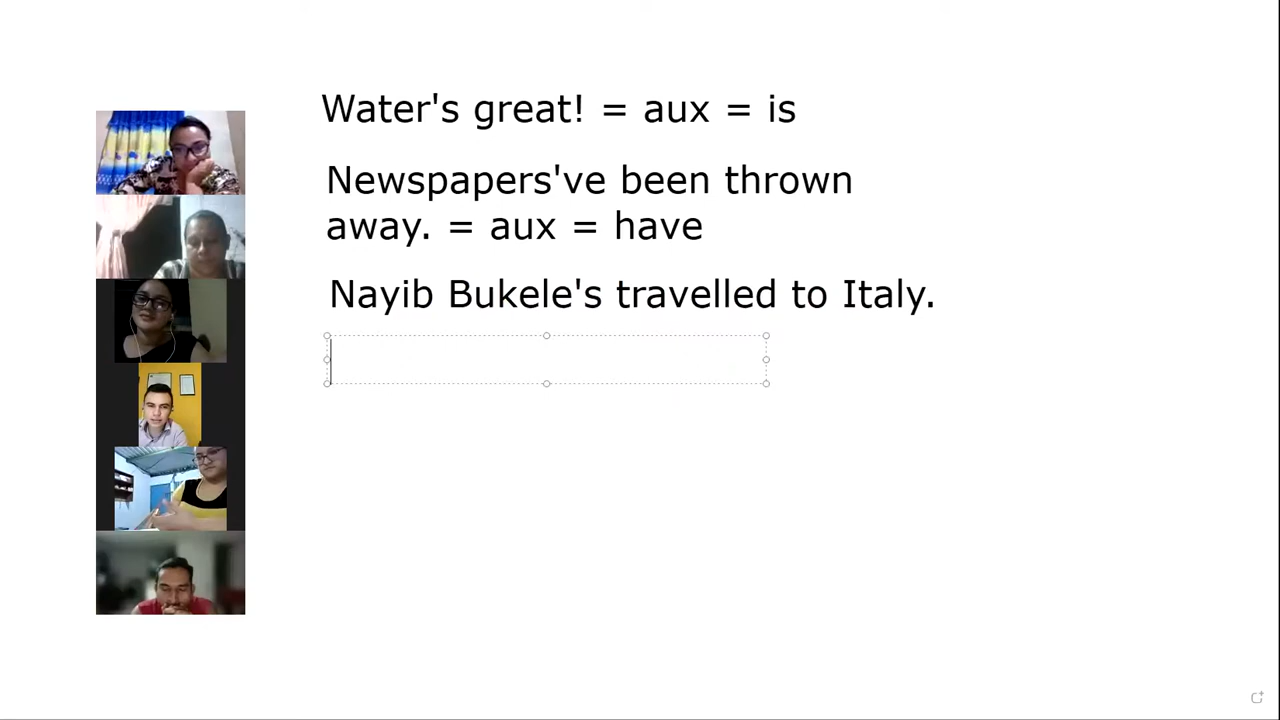 Water's great! = aux = is
Newspapers've been thrown
away. = aux = have
Nayib Bukele's travelled to Italy.